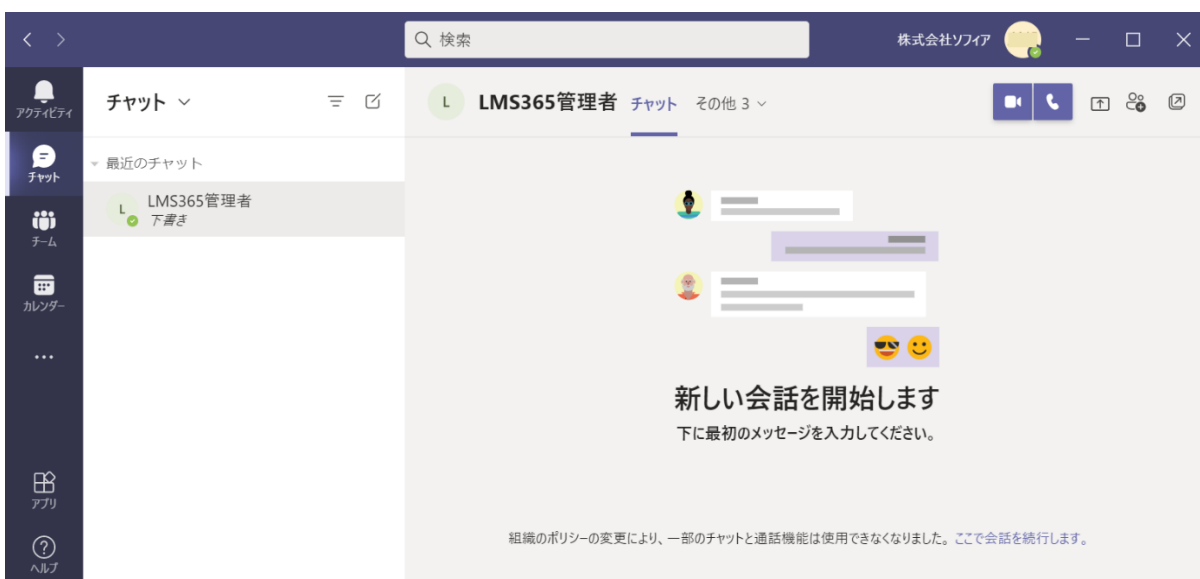 検索
株式会社ソフィア
アクティビティ
チャット
チーム
カレンダー
アプリ
ヘルプ
チャット
最近のチャット
L
LMS365管理者
下書き
L
LMS365管理者 チャット その他 3
新しい会話を開始します
下に最初のメッセージを入力してください。
組織のポリシーの変更により、一部のチャットと通話機能は使用できなくなりました。ここで会話を続行します。